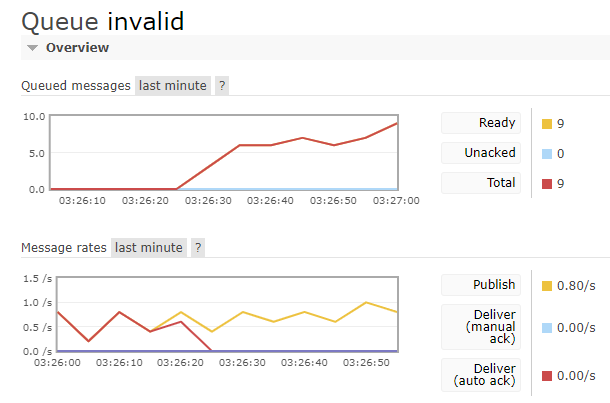 Queue invalid
Overview
Queued messages last minute ?
10.0
5.0
0.0
03:26:10 03:26:20 03:26:30 03:26:40 03:26:50 03:27:00
Ready 9
Unacked 0
Total 9
Message rates last minute ?
1.5 /s
1.0 /s
0.5 /s
0.0 /s
03:26:00 03:26:10 03:26:20 03:26:30 03:26:40 03:26:50
Publish 0.80/s
Deliver
(manual 0.00/s
ack)
Deliver
(auto ack) 0.00/s